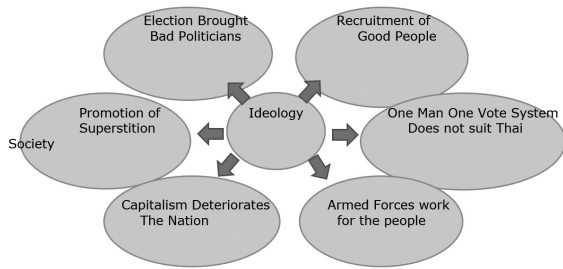 Election Brought
Bad Politicians
Recruitment of
Good People
Ideology
Promotion of
Superstition
Society
One Man One Vote System
Does not suit Thai
Capitalism Deteriorates
The Nation
Armed Forces work
for the people